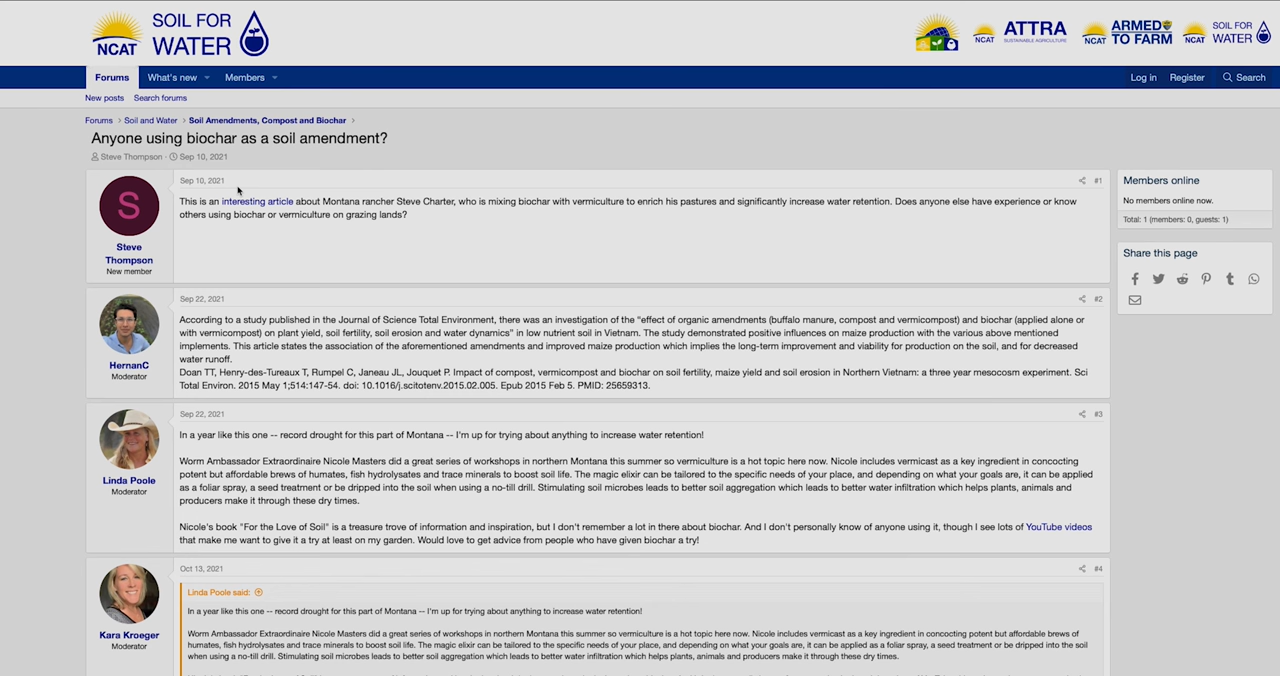 NCAT
SOIL FOR
WATER
NCAT
ATTRA
SUSTAINABLE AGRICULTURE
NCAT
ARMED
TO FARM
NCAT
SOIL FOR
WATER
Forums What's new Members Log in Register Search
New posts Search forums
Forums > Soil and Water > Soil Amendments, Compost and Biochar >
Anyone using biochar as a soil amendment?
Steve Thompson · Sep 10, 2021
S
Steve
Thompson
New member
Sep 10, 2021 #1
This is an interesting article about Montana rancher Steve Charter, who is mixing biochar with vermiculture to enrich his pastures and significantly increase water retention. Does anyone else have experience or know
others using biochar or vermiculture on grazing lands?
Members online
No members online now.
Total: 1 (members: 0, guests: 1)
Share this page
HernanC
Moderator
Sep 22, 2021 #2
According to a study published in the Journal of Science Total Environment, there was an investigation of the "effect of organic amendments (buffalo manure, compost and vermicompost) and biochar (applied alone or
with vermicompost) on plant yield, soil fertility, soil erosion and water dynamics" in low nutrient soil in Vietnam. The study demonstrated positive influences on maize production with the various above mentioned
implements. This article states the association of the aforementioned amendments and improved maize production which implies the long-term improvement and viability for production on the soil, and for decreased
water runoff.
Doan TT, Henry-des-Tureaux T, Rumpel C, Janeau JL, Jouquet P. Impact of compost, vermicompost and biochar on soil fertility, maize yield and soil erosion in Northern Vietnam: a three year mesocosm experiment. Sci
Total Environ. 2015 May 1;514:147-54. doi: 10.1016/j.scitotenv.2015.02.005. Epub 2015 Feb 5. PMID: 25659313.
Linda Poole
Moderator
Sep 22, 2021 #3
In a year like this one -- record drought for this part of Montana -- I'm up for trying about anything to increase water retention!
Worm Ambassador Extraordinaire Nicole Masters did a great series of workshops in northern Montana this summer so vermiculture is a hot topic here now. Nicole includes vermicast as a key ingredient in concocting
potent but affordable brews of humates, fish hydrolysates and trace minerals to boost soil life. The magic elixir can be tailored to the specific needs of your place, and depending on what your goals are, it can be applied
as a foliar spray, a seed treatment or be dripped into the soil when using a no-till drill. Stimulating soil microbes leads to better soil aggregation which leads to better water infiltration which helps plants, animals and
producers make it through these dry times.
Nicole's book "For the Love of Soil" is a treasure trove of information and inspiration, but I don't remember a lot in there about biochar. And I don't personally know of anyone using it, though I see lots of YouTube videos
that make me want to give it a try at least on my garden. Would love to get advice from people who have given biochar a try!
Kara Kroeger
Moderator
Oct 13, 2021 #4
Linda Poole said:
In a year like this one -- record drought for this part of Montana -- I'm up for trying about anything to increase water retention!
Worm Ambassador Extraordinaire Nicole Masters did a great series of workshops in northern Montana this summer so vermiculture is a hot topic here now. Nicole includes vermicast as a key ingredient in concocting potent but affordable brews of
humates, fish hydrolysates and trace minerals to boost soil life. The magic elixir can be tailored to the specific needs of your place, and depending on what your goals are, it can be applied as a foliar spray, a seed treatment or be dripped into the soil
when using a no-till drill. Stimulating soil microbes leads to better soil aggregation which leads to better water infiltration which helps plants, animals and producers make it through these dry times.